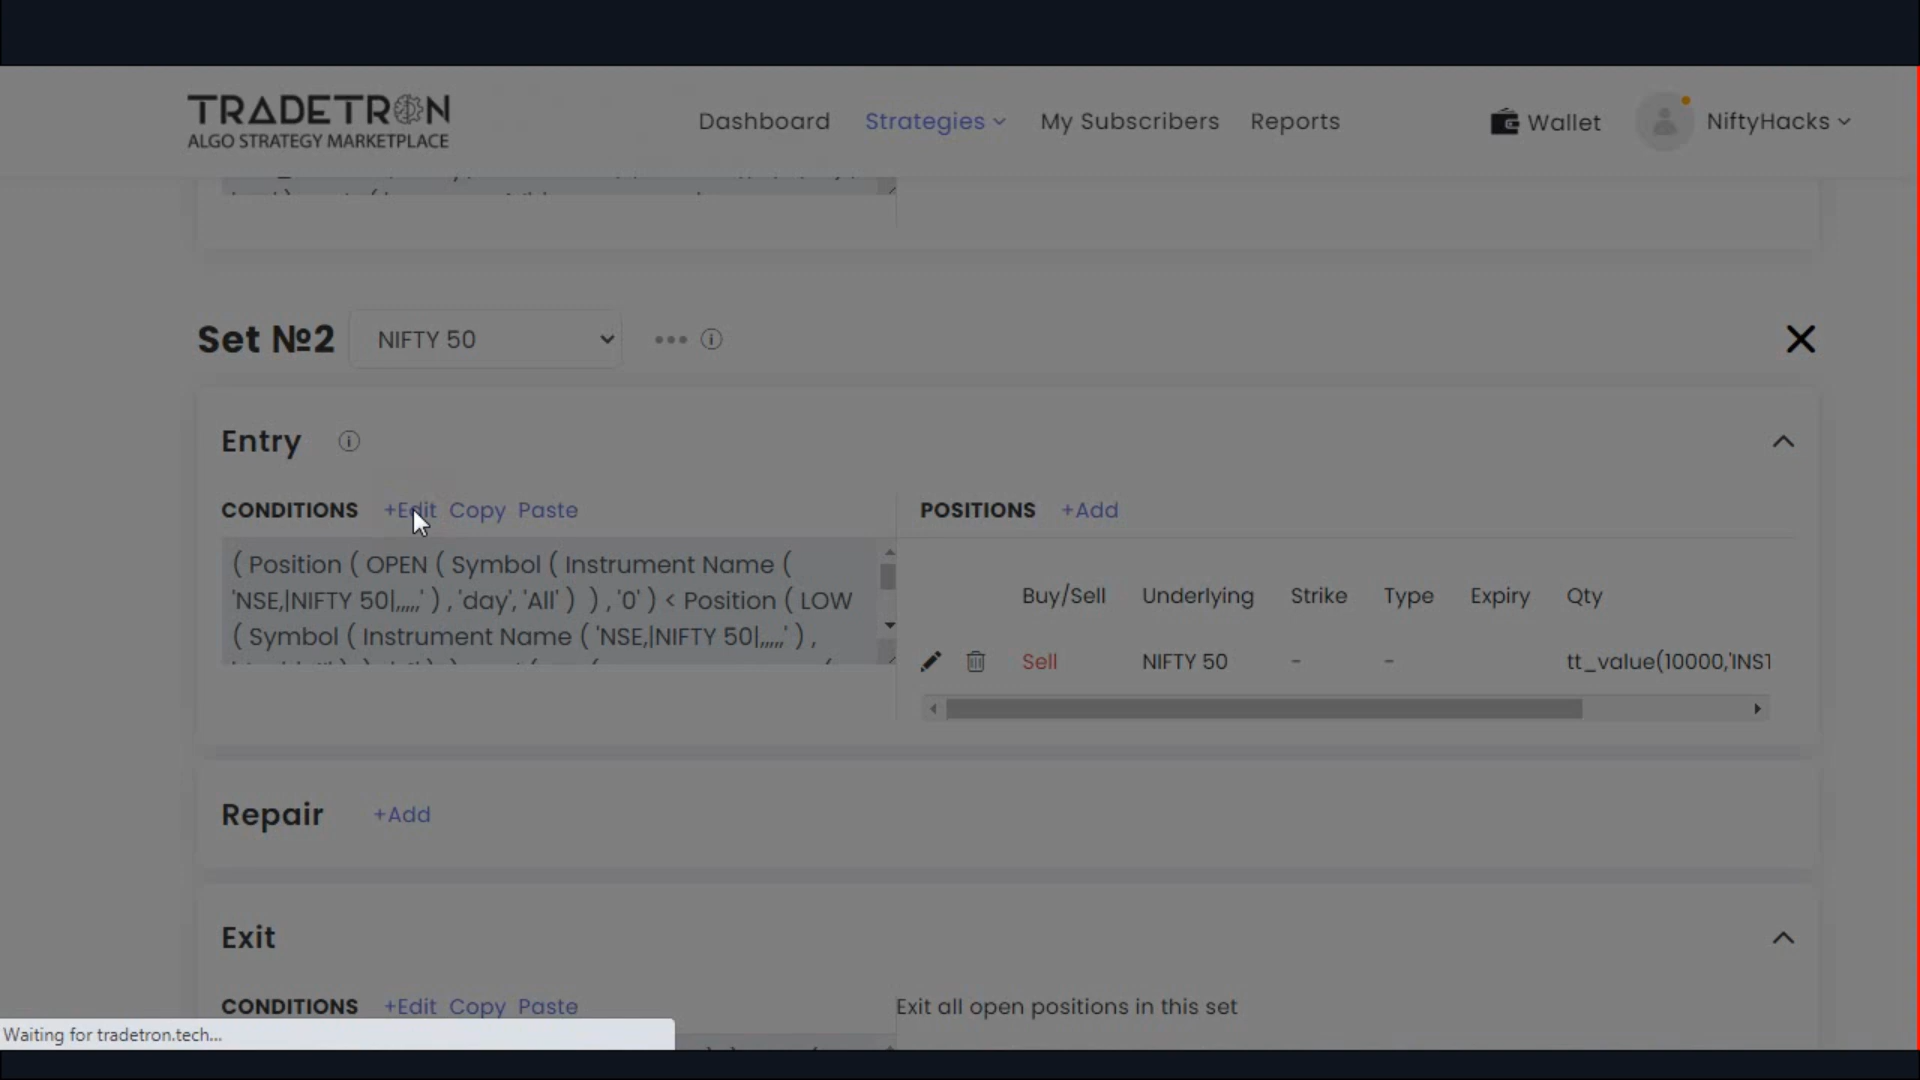 TRADETRON
ALGO STRATEGY MARKETPLACE
Dashboard
Strategies
My Subscribers
Reports
Wallet
NiftyHacks
Set №2
NIFTY 50
Entry
CONDITIONS +Edit Copy Paste
( Position ( OPEN ( Symbol ( Instrument Name (
'NSE,|NIFTY 50|,,,,,' ) , 'day', 'All' )  ) , '0' ) < Position ( LOW
( Symbol ( Instrument Name ( 'NSE,|NIFTY 50|,,,,,' ) ,
POSITIONS +Add
Buy/Sell Underlying Strike Type Expiry Qty
Sell NIFTY 50 - - tt_value(10000,'INST
Repair +Add
Exit
CONDITIONS +Edit Copy Paste
Exit all open positions in this set
Waiting for tradetron.tech...